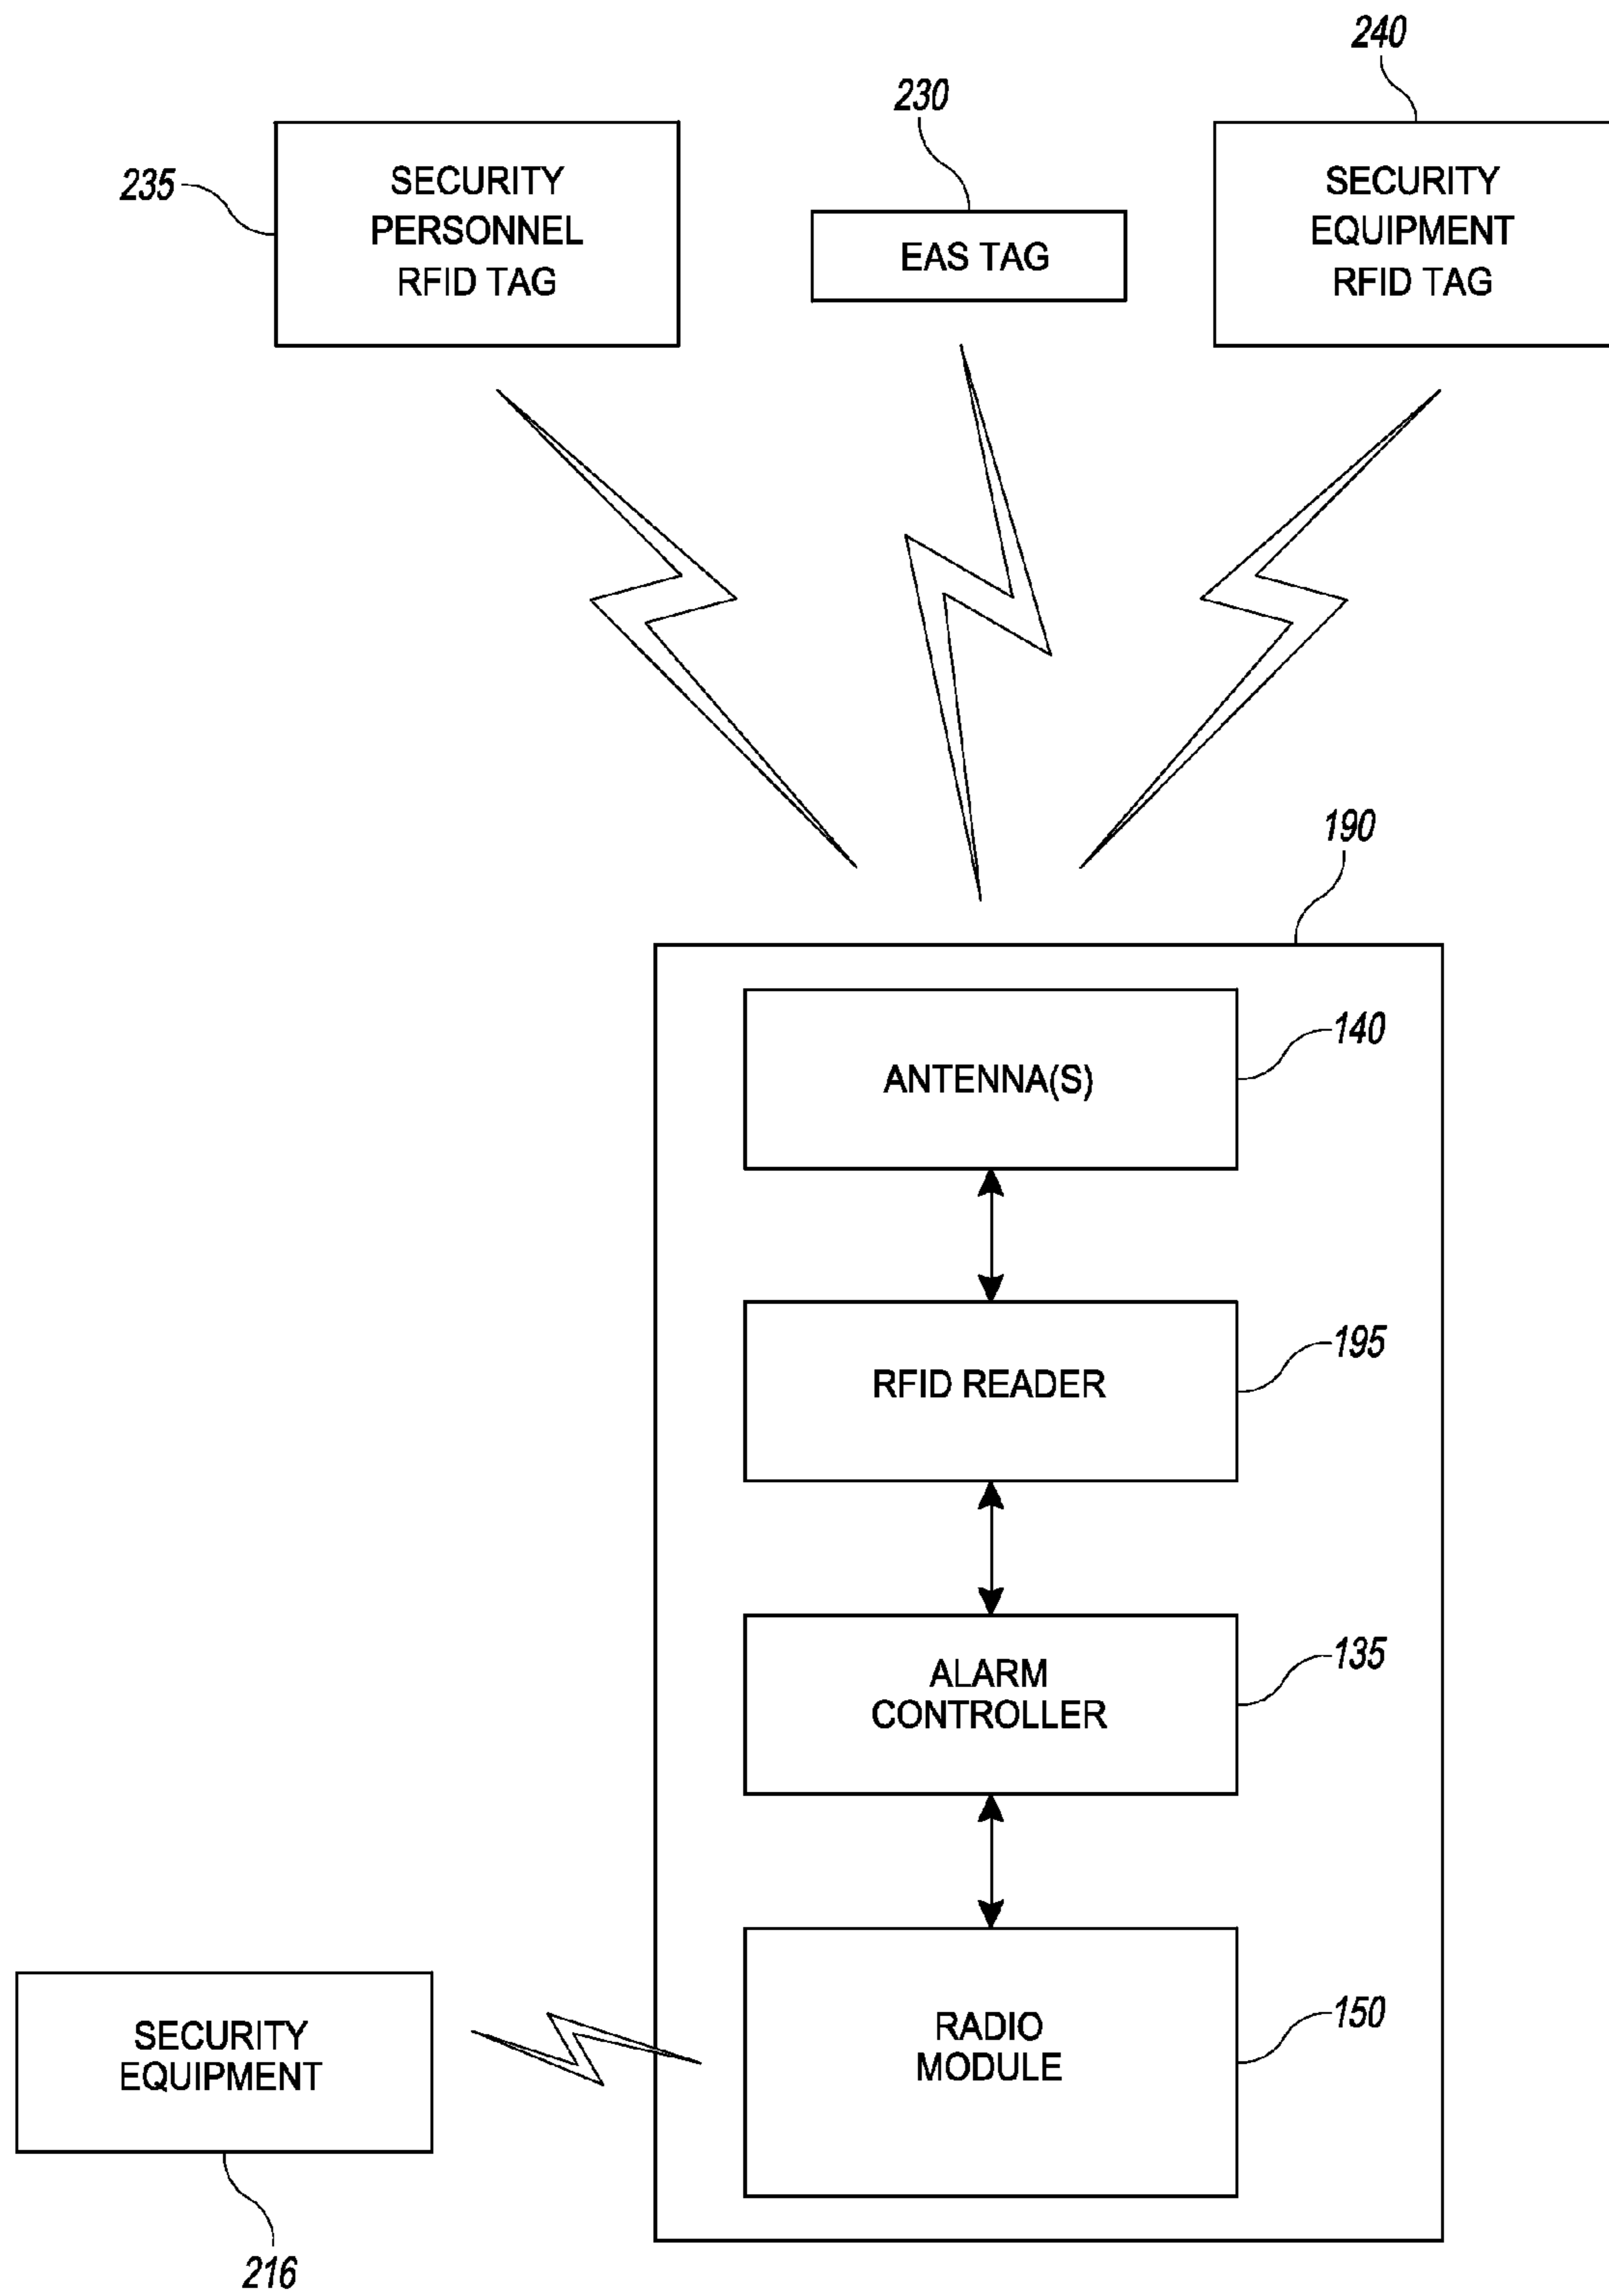 240
230
235
SECURITY
PERSONNEL
RFID TAG
EAS TAG
SECURITY
EQUIPMENT
RFID TAG
190
ANTENNA(S)
140
RFID READER
195
ALARM
CONTROLLER
135
RADIO
MODULE
150
SECURITY
EQUIPMENT
216